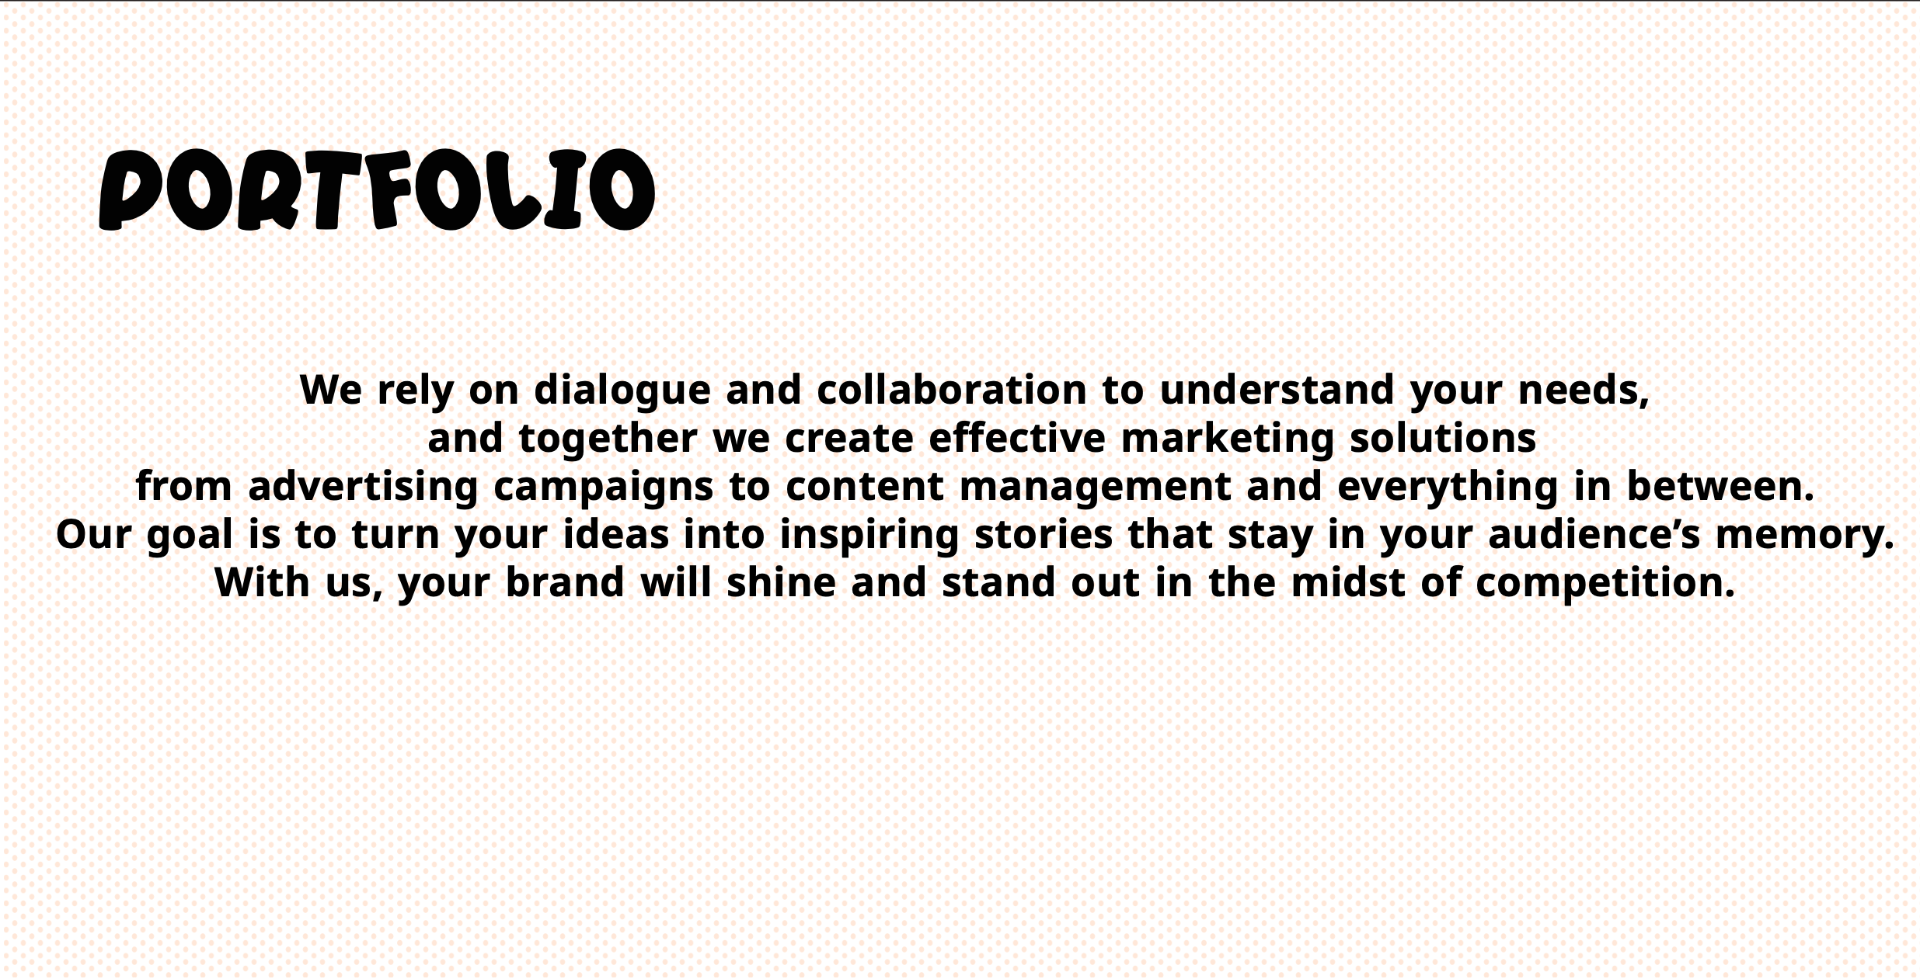 PORTFOLIO
We rely on dialogue and collaboration to understand your needs,
and together we create effective marketing solutions
from advertising campaigns to content management and everything in between.
Our goal is to turn your ideas into inspiring stories that stay in your audience’s memory.
With us, your brand will shine and stand out in the midst of competition.